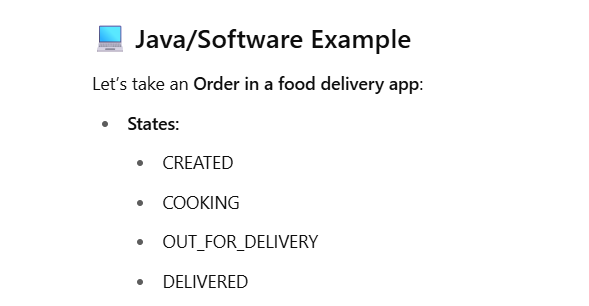 Java/Software Example
Let’s take an Order in a food delivery app:
States:
CREATED
COOKING
OUT_FOR_DELIVERY
DELIVERED